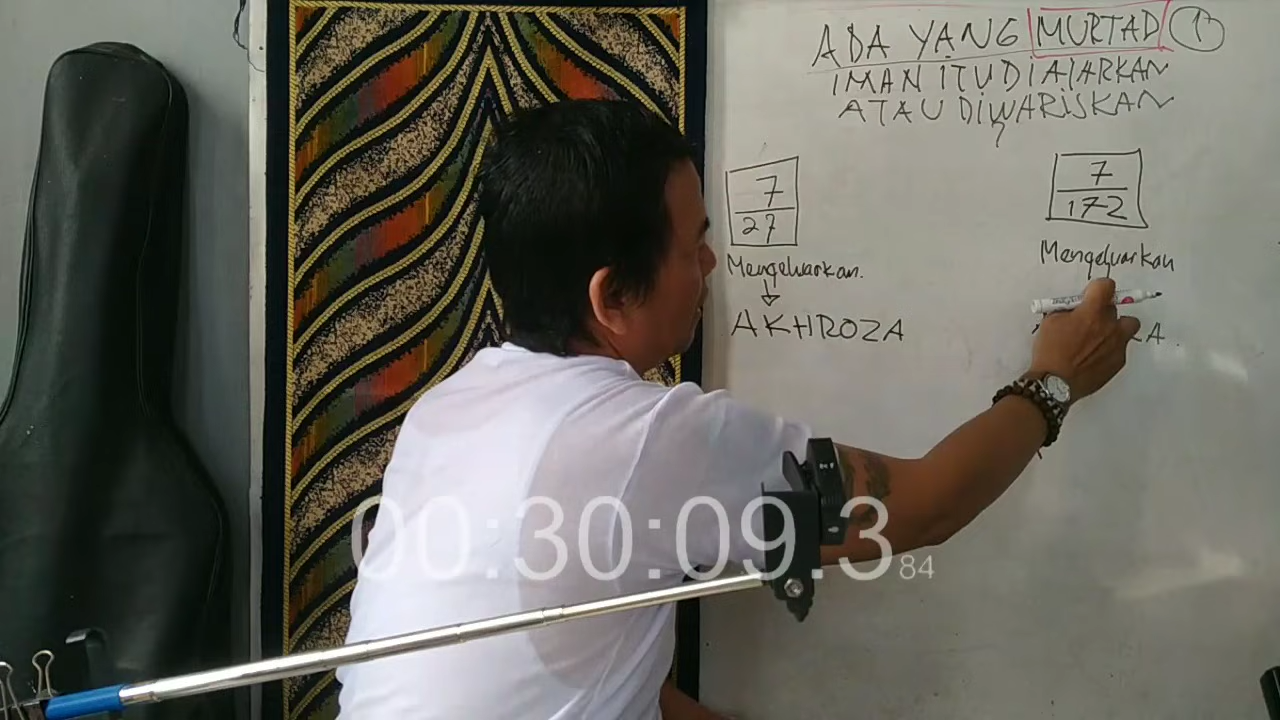 ADA YANG MURTAD 1
IMAN ITU DIAJARKAN
ATAU DIWARISKAN
7
27
Mengeluarkan.
AKHROZA
7
172
Mengeluarkan
ZA.
00:30:09.384